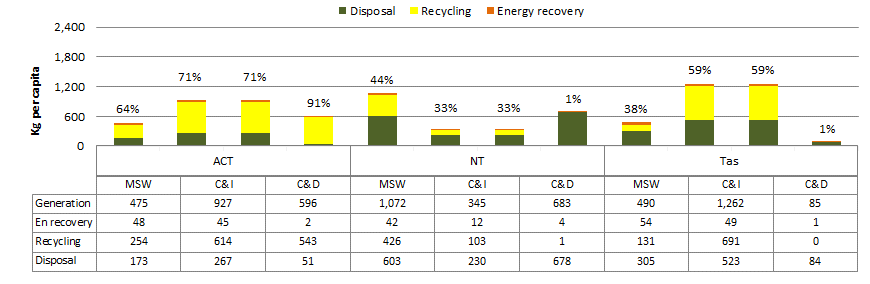 Disposal Recycling Energy recovery
2,400
1,800
1,200
600
0
Kg per capita
64% 71% 71% 91% 44% 33% 33% 1% 38% 59% 59% 1%
ACT NT Tas
MSW C&I C&D MSW C&I C&D MSW C&I C&D
Generation 475 927 596 1,072 345 683 490 1,262 85
En recovery 48 45 2 42 12 4 54 49 1
Recycling 254 614 543 426 103 1 131 691 0
Disposal 173 267 51 603 230 678 305 523 84